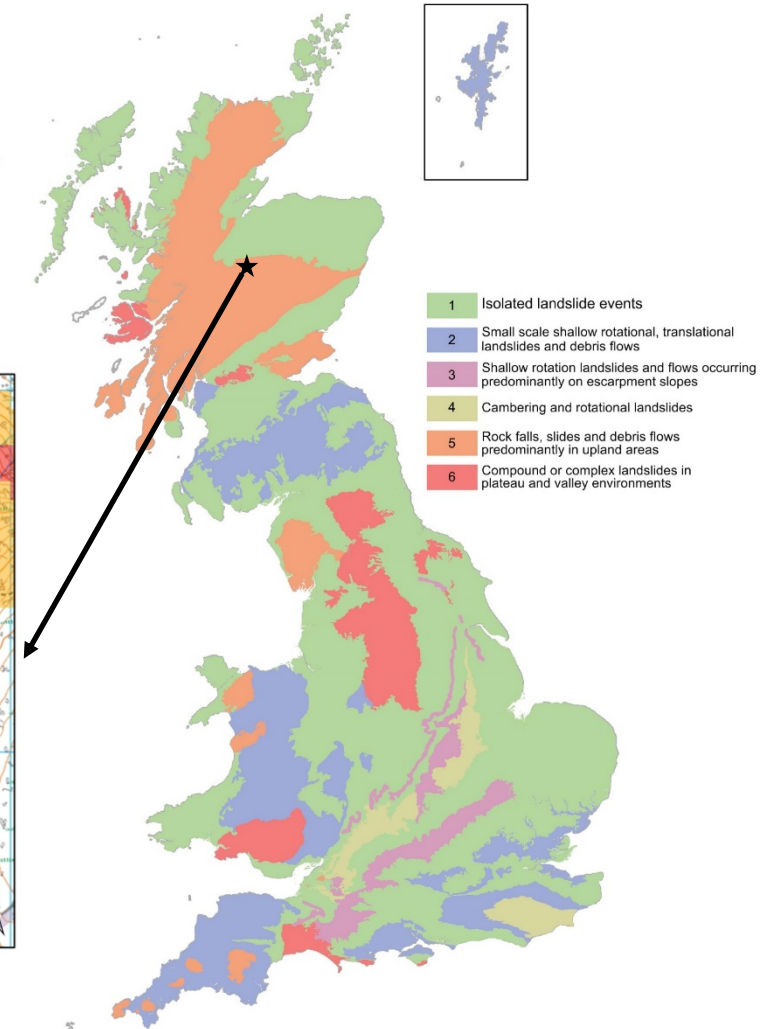 1 Isolated landslide events
2 Small scale shallow rotational, translational
landslides and debris flows
3 Shallow rotation landslides and flows occurring
predominantly on escarpment slopes
4 Cambering and rotational landslides
5 Rock falls, slides and debris flows
predominantly in upland areas
6 Compound or complex landslides in
plateau and valley environments